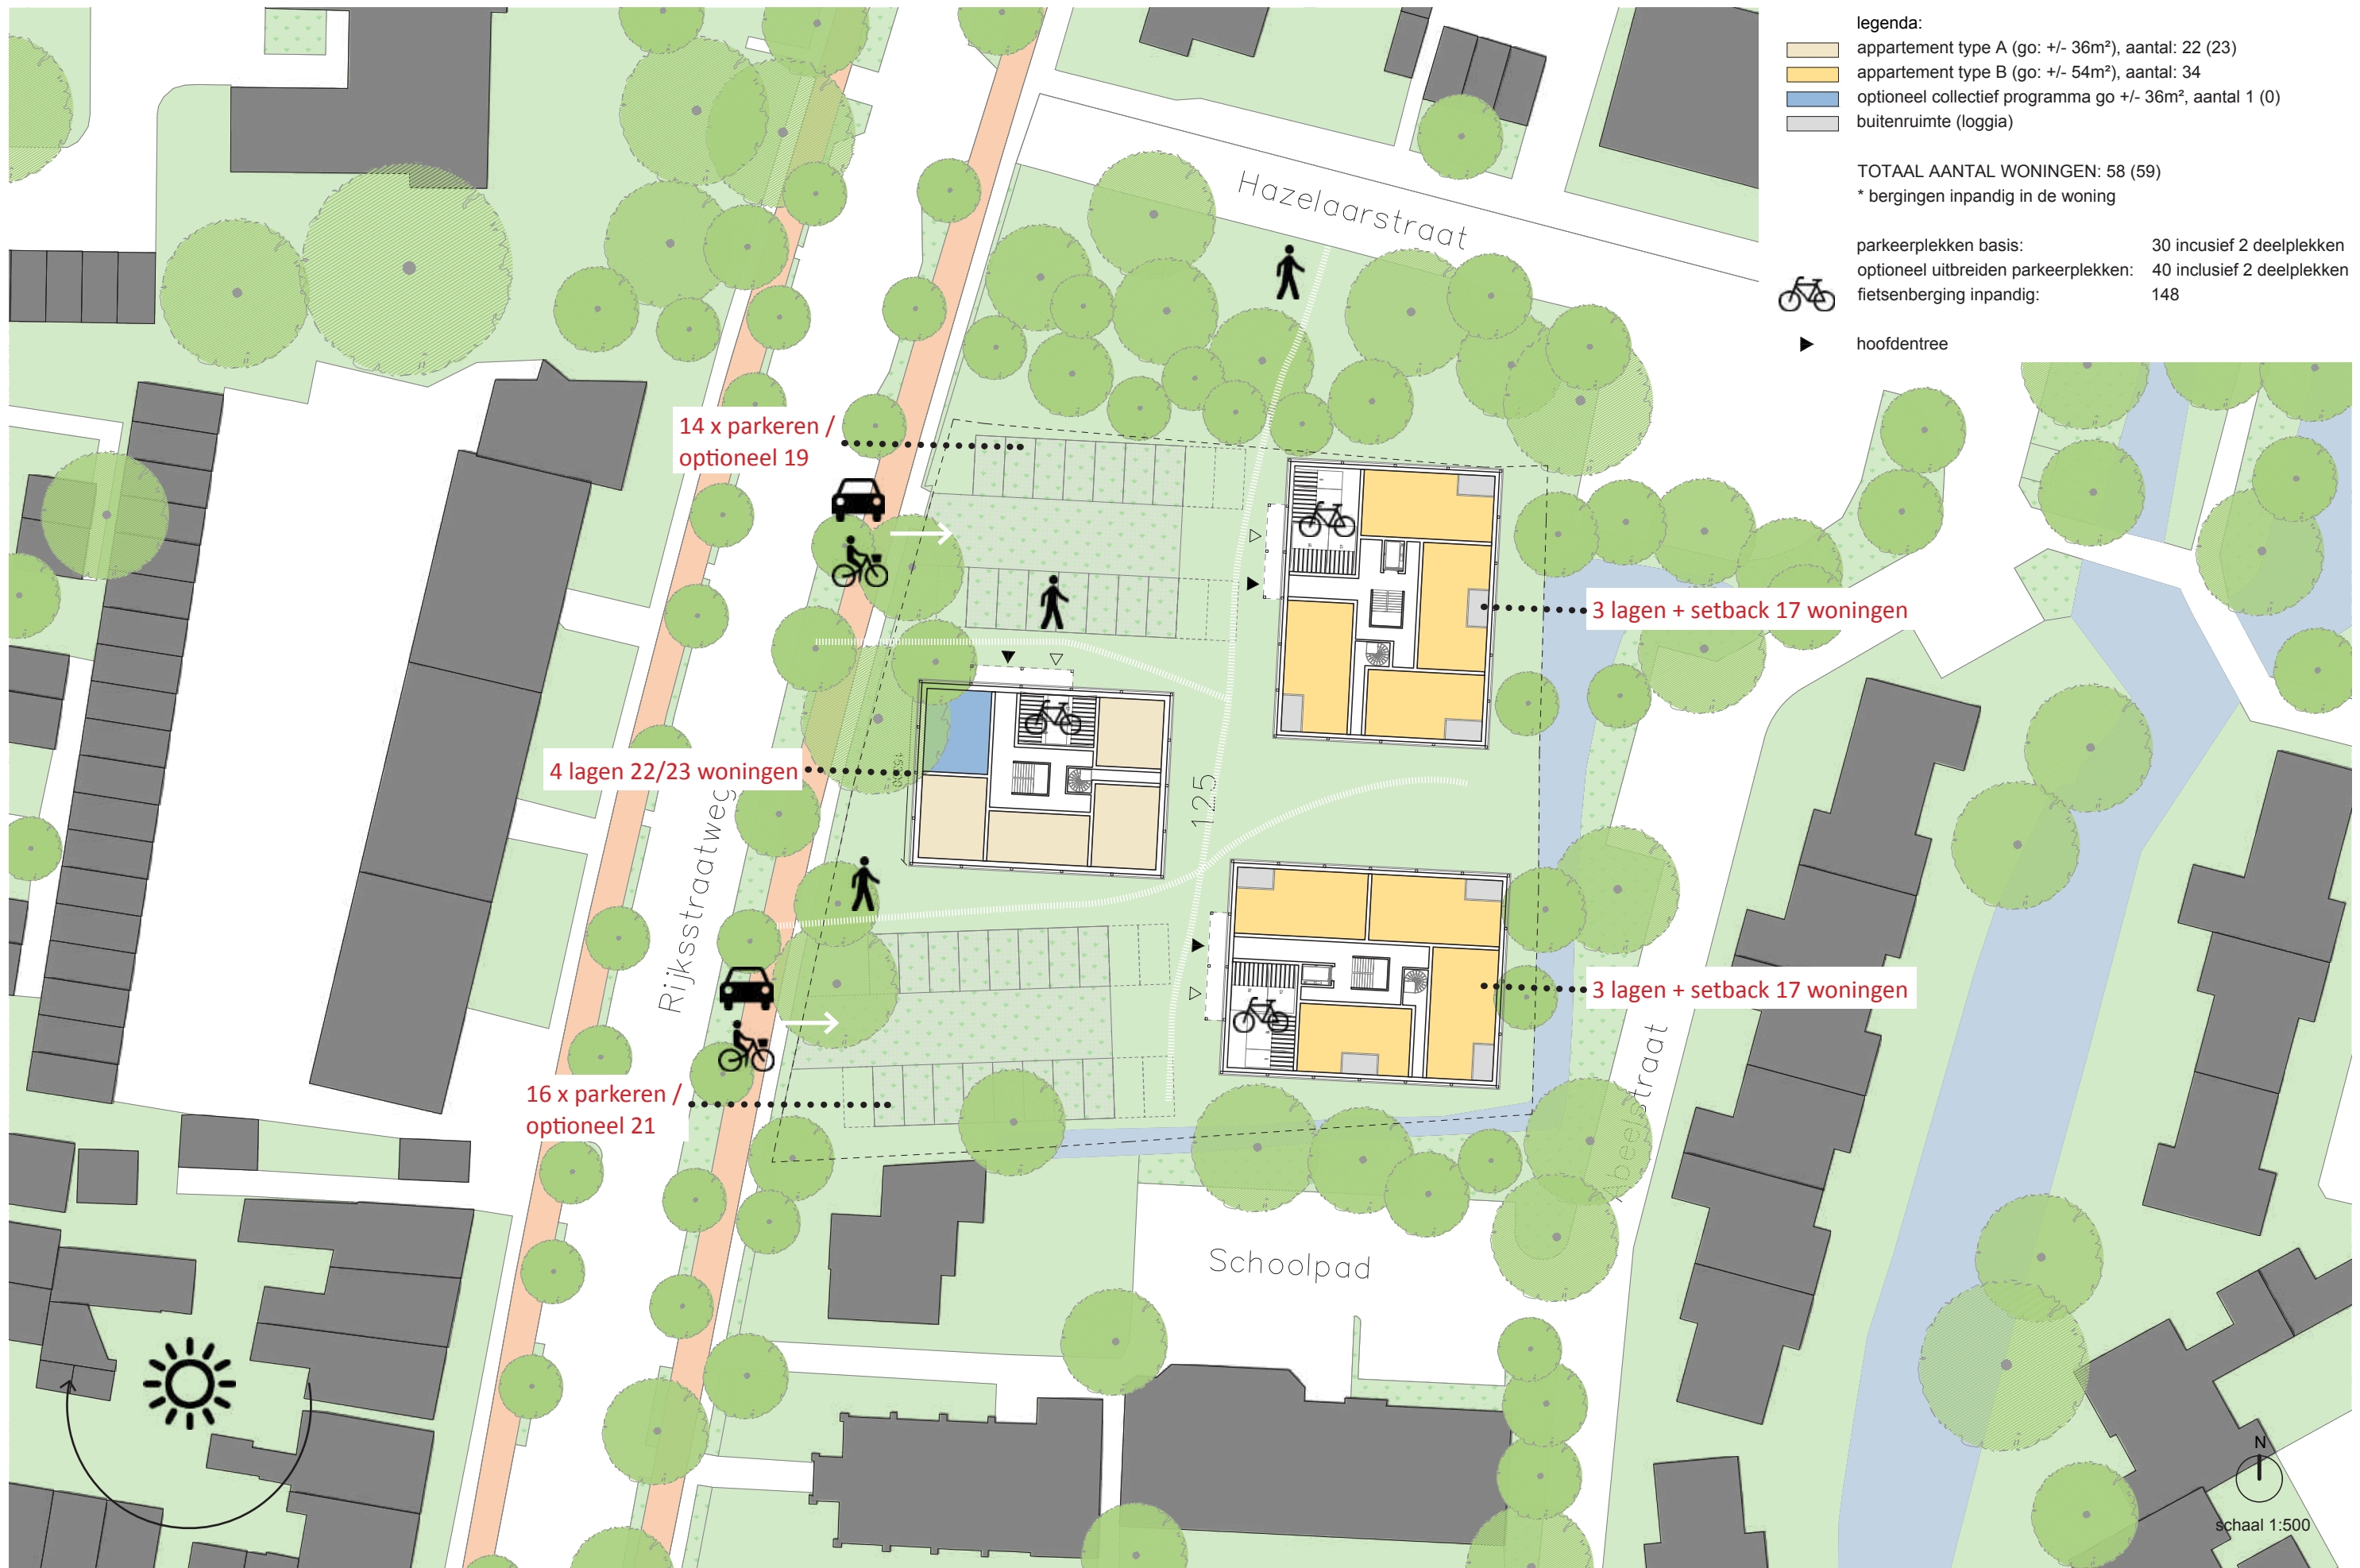 legenda:
appartement type A (go: +/- 36m²), aantal: 22 (23)
appartement type B (go: +/- 54m²), aantal: 34
optioneel collectief programma go +/- 36m², aantal 1 (0)
buitenruimte (loggia)
TOTAAL AANTAL WONINGEN: 58 (59)
* bergingen inpandig in de woning
parkeerplekken basis: 30 incusief 2 deelplekken
optioneel uitbreiden parkeerplekken: 40 inclusief 2 deelplekken
fietsenberging inpandig: 148
hoofdentree
Hazelaarstraat
14 x parkeren /
optioneel 19
3 lagen + setback 17 woningen
4 lagen 22/23 woningen
125
Rijksstraatweg
3 lagen + setback 17 woningen
16 x parkeren /
optioneel 21
Schoolpad
N
schaal 1:500